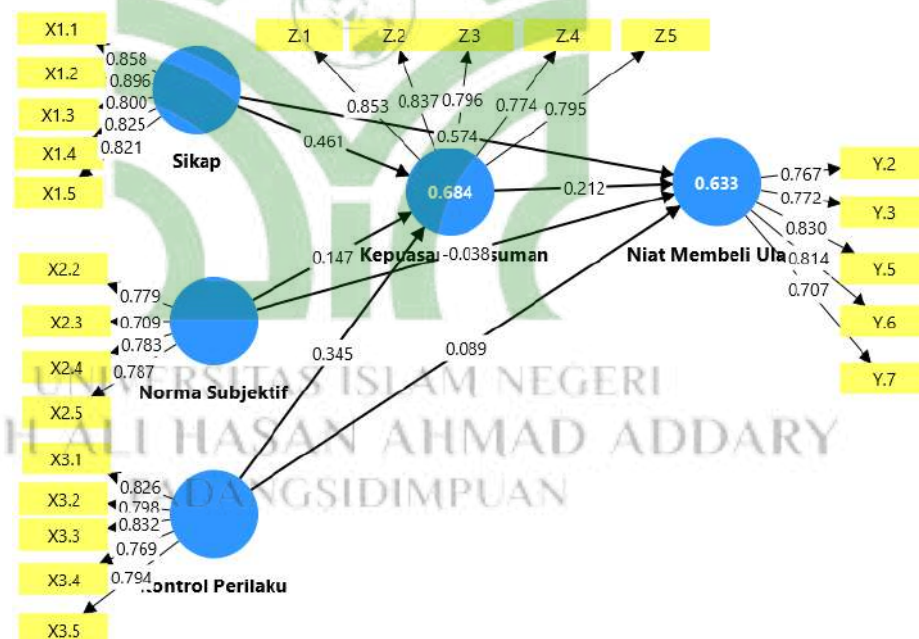 X1.1
X1.2
X1.3
X1.4
X1.5
0.858
0.896
0.800
0.825
0.821
Sikap
Z.1 Z.2 Z.3 Z.4 Z.5
0.853 0.837 0.796 0.774 0.795
0.461
0.574
0.684
0.212
0.633
Niat Membeli Ula
0.147
-0.038
0.345
0.089
0.767
0.772
0.830
0.814
0.707
Y.2
Y.3
Y.5
Y.6
Y.7
X2.2
X2.3
X2.4
X2.5
0.779
0.709
0.783
0.787
Norma Subjektif
UNIVERSITAS ISLAM NEGERI
H ALI HASAN AHMAD ADDARY
PADANGSIDIMPUAN
X3.1
X3.2
X3.3
X3.4
X3.5
0.826
0.798
0.832
0.769
0.794
ontrol Perilaku